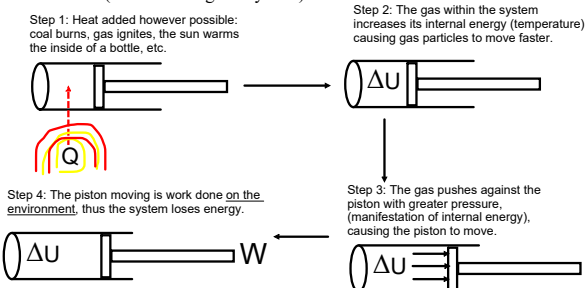 Step 1: Heat added however possible:
coal burns, gas ignites, the sun warms
the inside of a bottle, etc.
Q
Step 2: The gas within the system
increases its internal energy (temperature)
causing gas particles to move faster.
ΔU
Step 3: The gas pushes against the
piston with greater pressure,
(manifestation of internal energy),
causing the piston to move.
ΔU
Step 4: The piston moving is work done on the
environment, thus the system loses energy.
ΔU
W